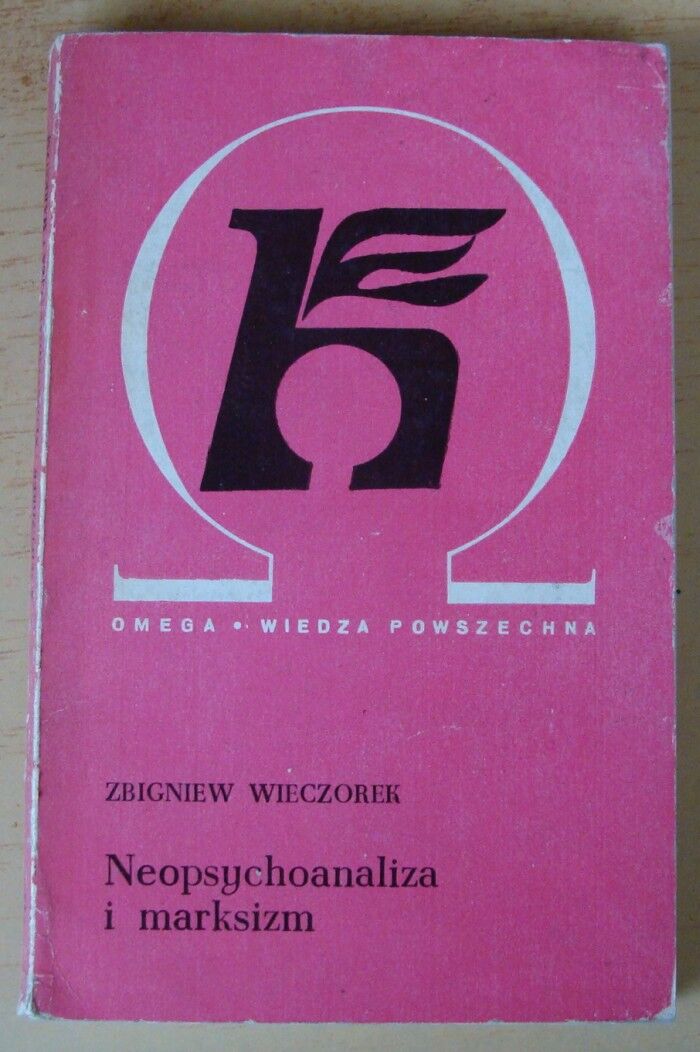 OMEGA • WIEDZA POWSZECHNA
ZBIGNIEW WIECZOREK
Neopsychoanaliza
i marksizm